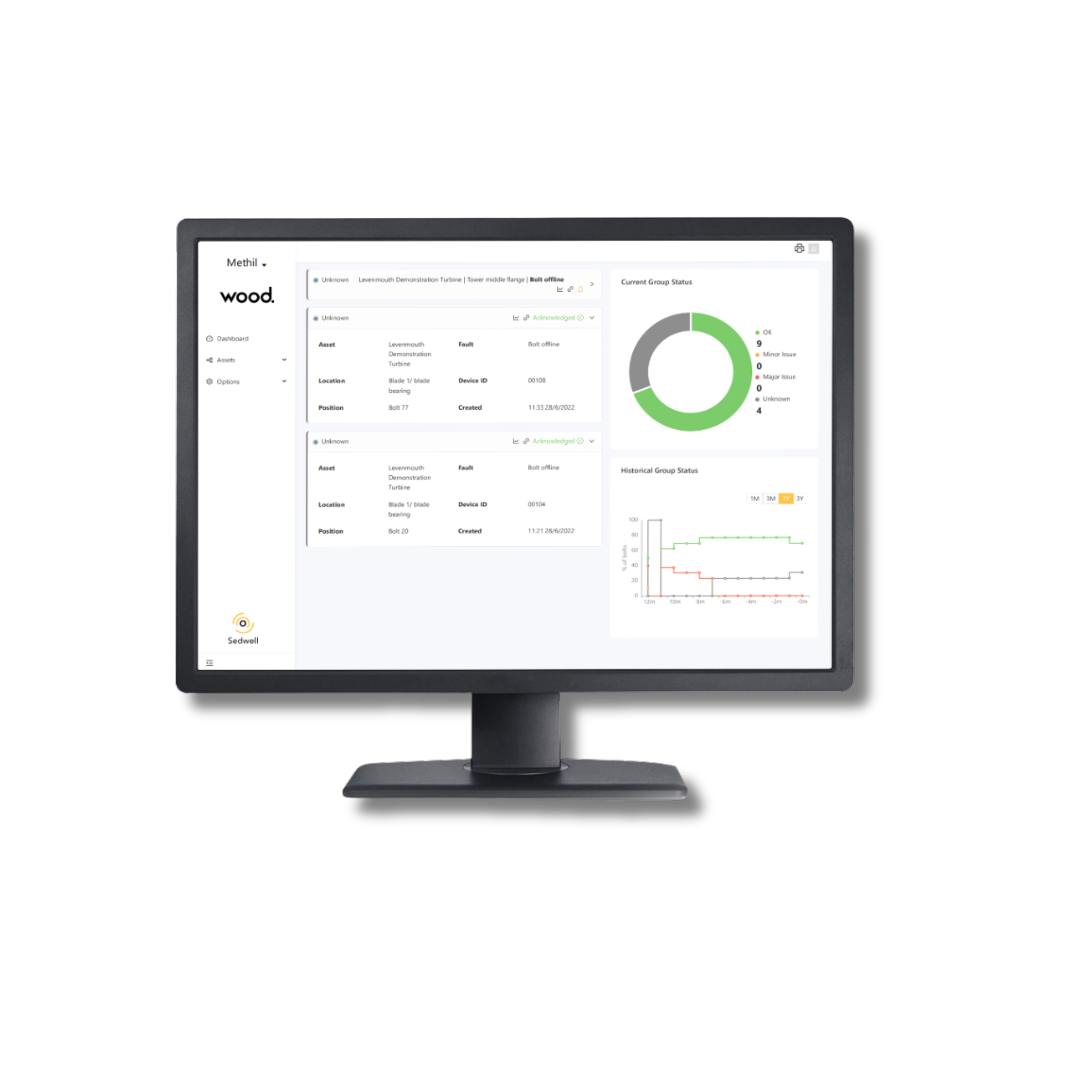 Methil
wood.
Dashboard
Assets
Options
Sedwell
Unknown Levenmouth Demonstration Turbine | Tower middle flange | Bolt offline
Unknown Acknowledged
Asset Levenmouth Demonstration Turbine Fault Bolt offline
Location Blade 1/ blade bearing Device ID 00108
Position Bolt 77 Created 11:33 28/6/2022
Unknown Acknowledged
Asset Levenmouth Demonstration Turbine Fault Bolt offline
Location Blade 1/ blade bearing Device ID 00104
Position Bolt 20 Created 11:21 28/6/2022
Current Group Status
OK
9
Minor Issue
0
Major Issue
0
Unknown
4
Historical Group Status
1M 3M 1Y 3Y
% of bolts
100
80
60
40
20
0
12m -10m -8m -6m -4m -2m -0m